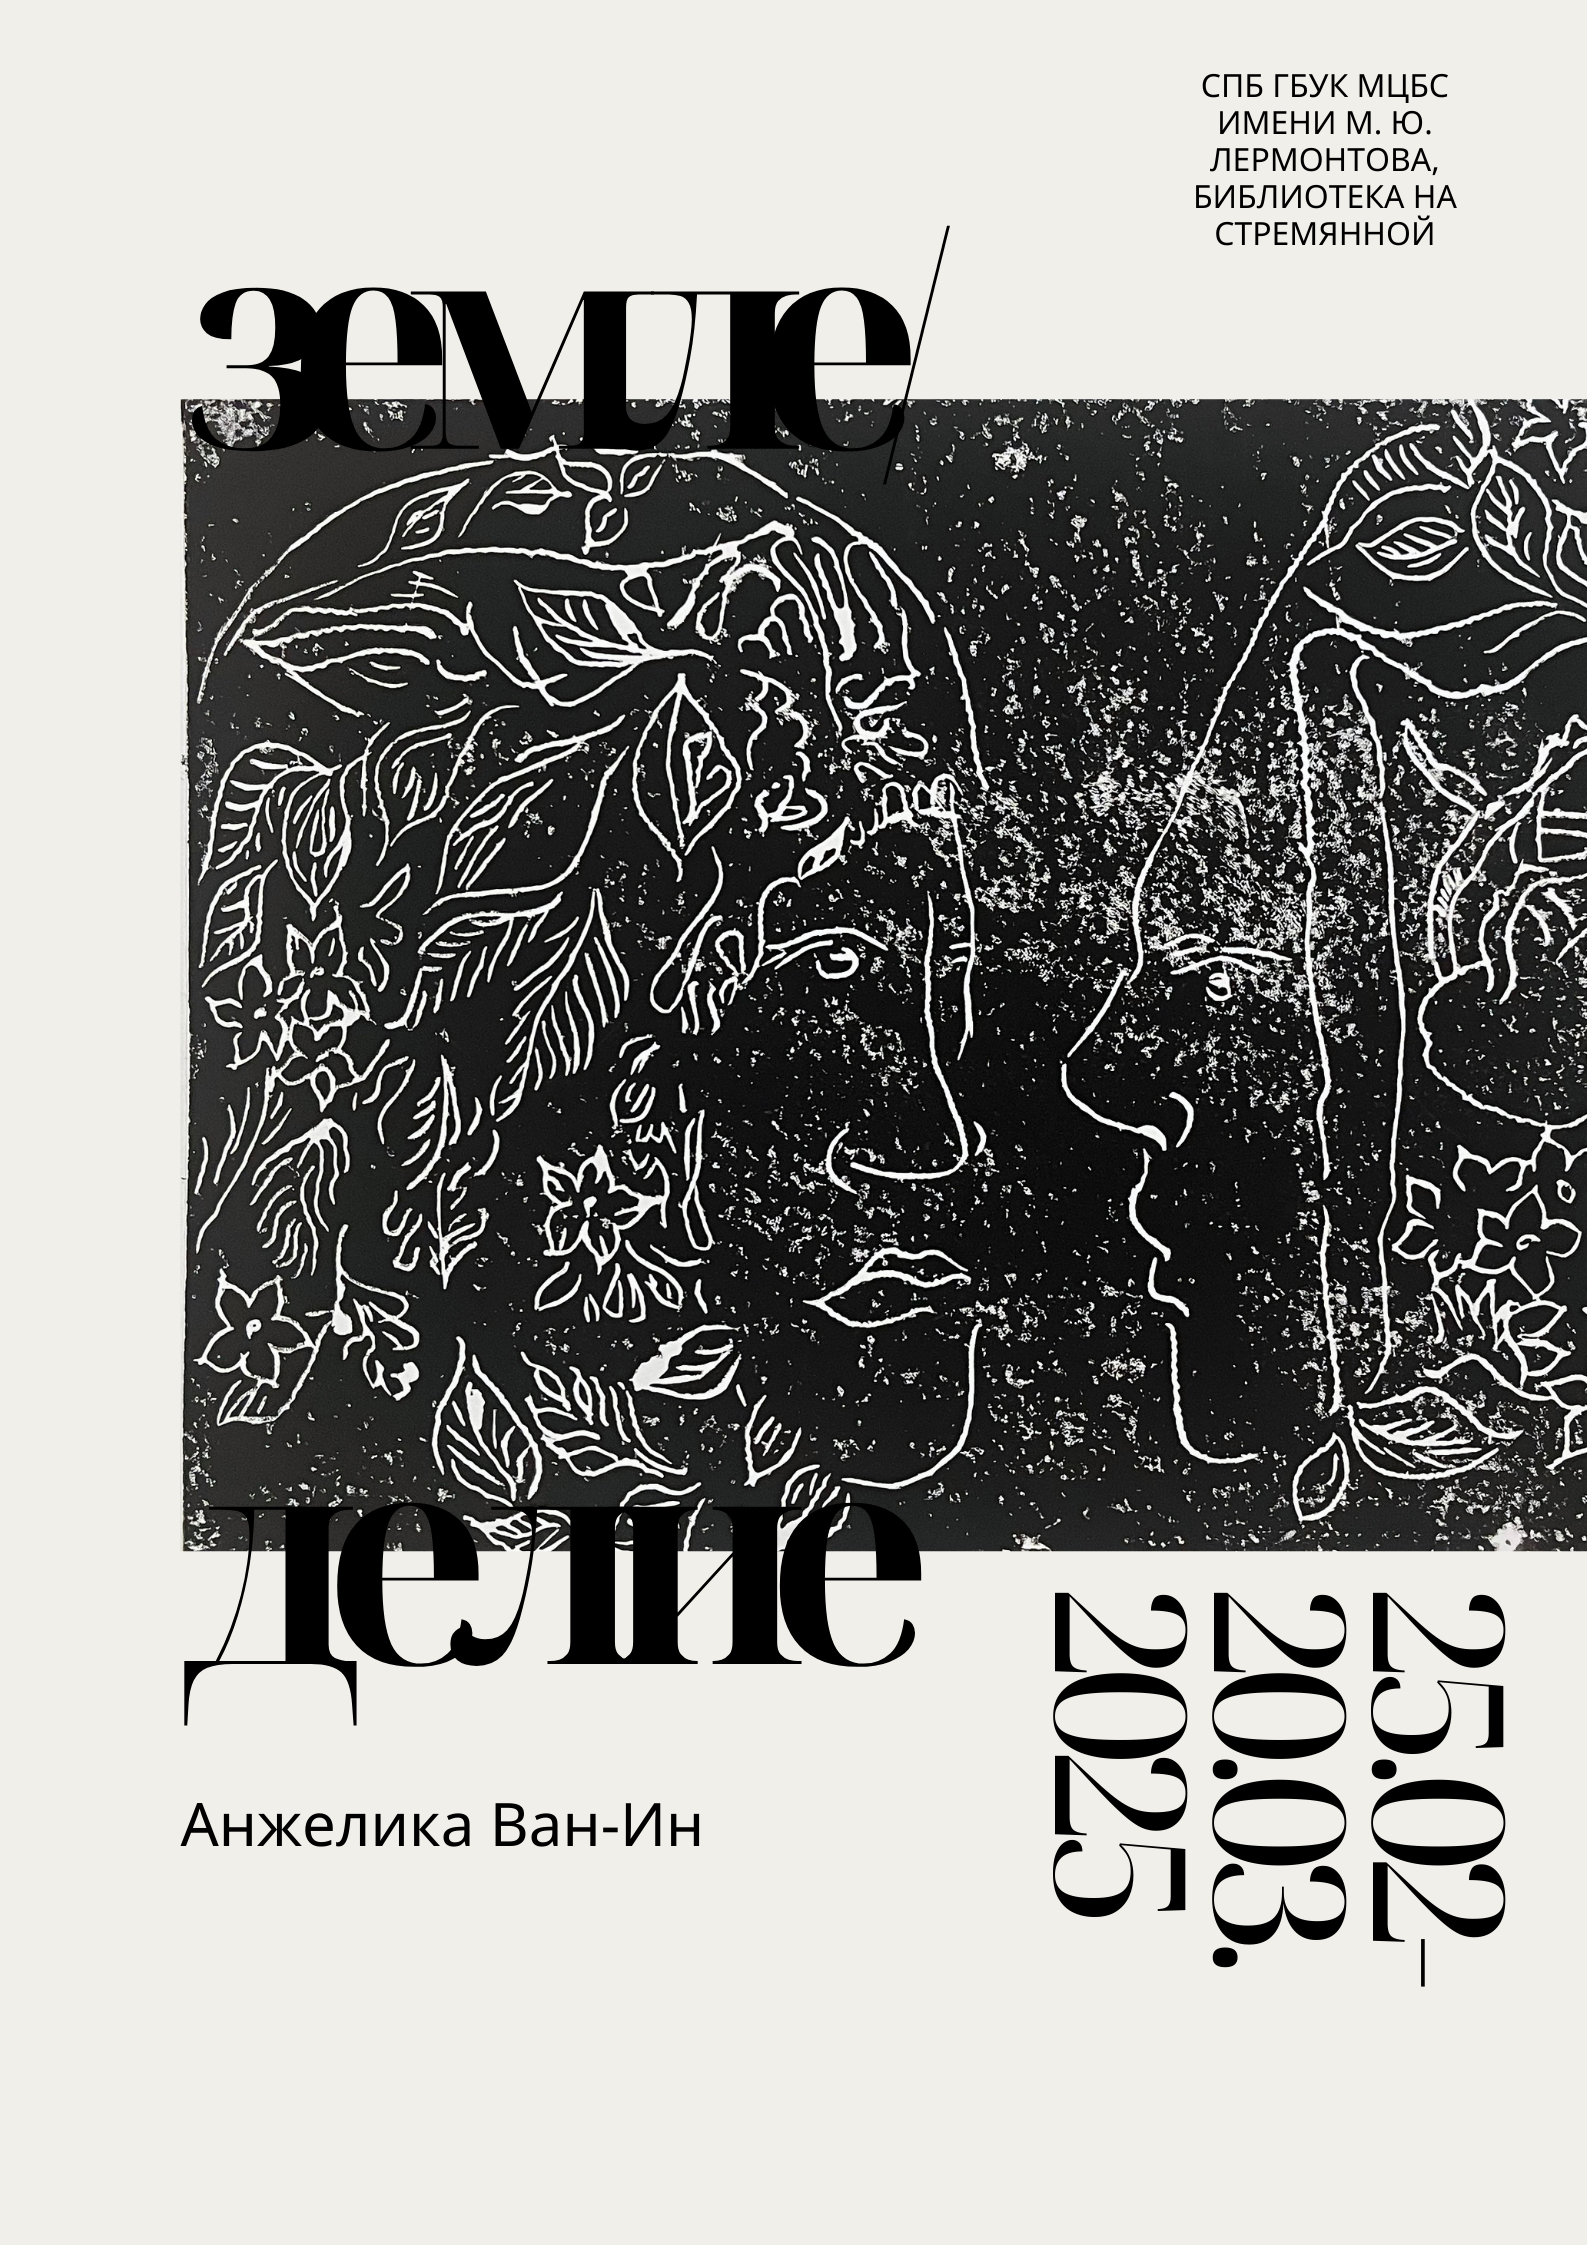 СПБ ГБУК МЦБС
ИМЕНИ М. Ю.
ЛЕРМОНТОВА,
БИБЛИОТЕКА НА
СТРЕМЯННОЙ
земле/
делие
Анжелика Ван-Ин
25.02–
20.03.
2025